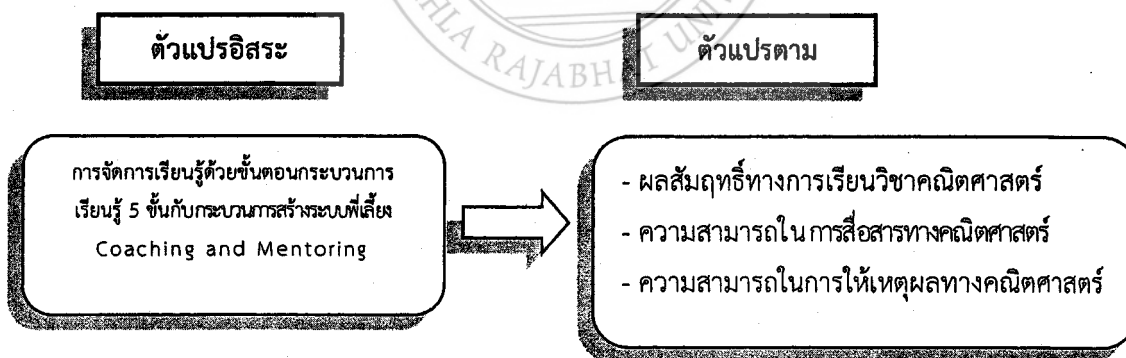 HLA RAJABHAT UNIV
ตัวแปรอิสระ
ตัวแปรตาม
การจัดการเรียนรู้ด้วยขั้นตอนกระบวนการ
เรียนรู้ 5 ขั้นกับกระบวนการสร้างระบบพี่เลี้ยง
Coaching and Mentoring
- ผลสัมฤทธิ์ทางการเรียนวิชาคณิตศาสตร์
- ความสามารถในการสื่อสารทางคณิตศาสตร์
- ความสามารถในการให้เหตุผลทางคณิตศาสตร์